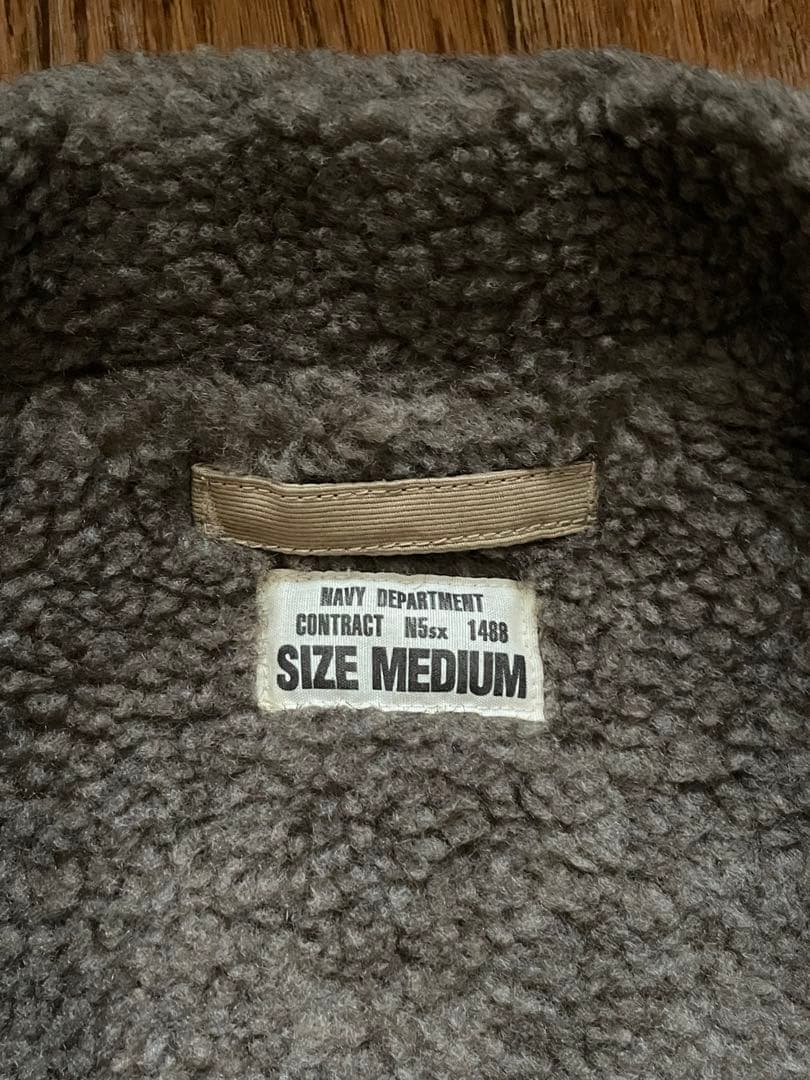 NAVY DEPARTMENT
CONTRACT N5sx 1488
SIZE MEDIUM